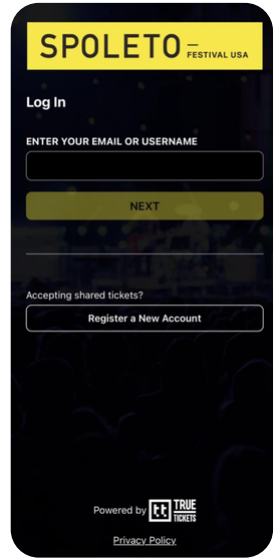 SPOLETO
FESTIVAL USA
Log In
ENTER YOUR EMAIL OR USERNAME
NEXT
Accepting shared tickets?
Register a New Account
Powered by tt TRUE
TICKETS
Privacy Policy